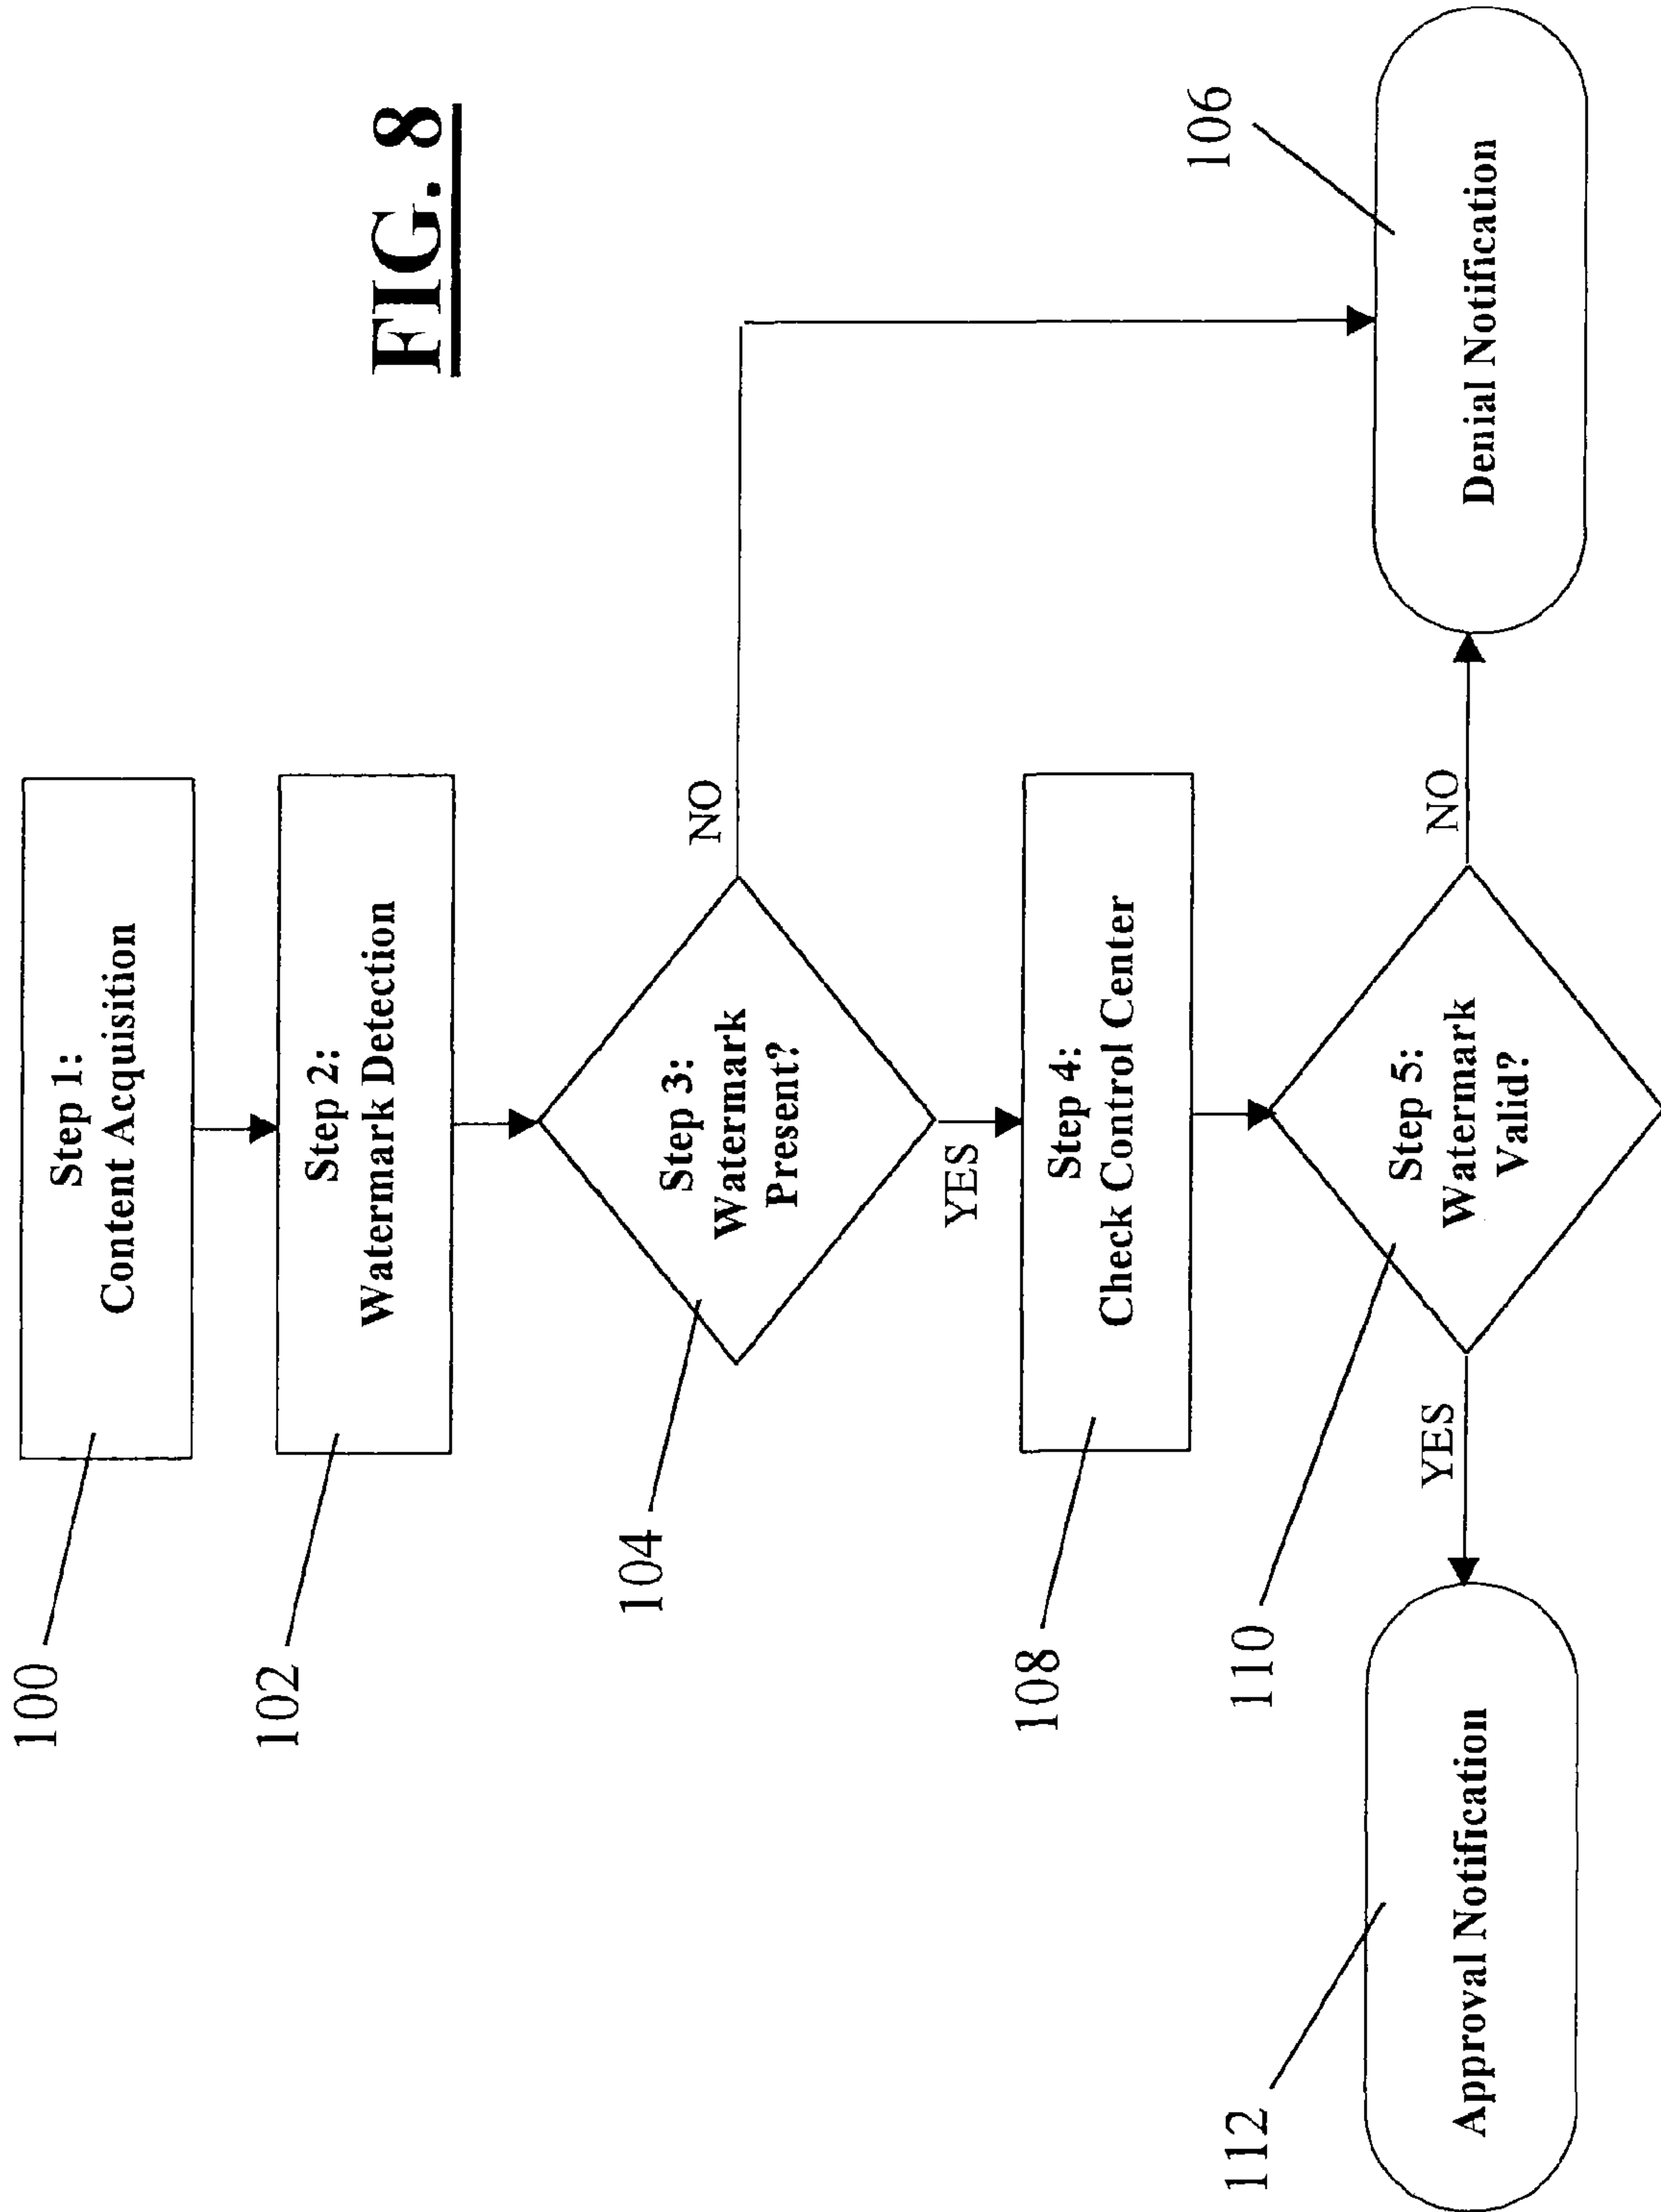 FIG. 8
100
Step 1:
Content Acquisition
102
Step 2:
Watermark Detection
104
Step 3:
Watermark
Present?
NO
YES
108
Step 4:
Check Control Center
110
Step 5:
Watermark
Valid?
YES
NO
112
Approval Notification
106
Denial Notification